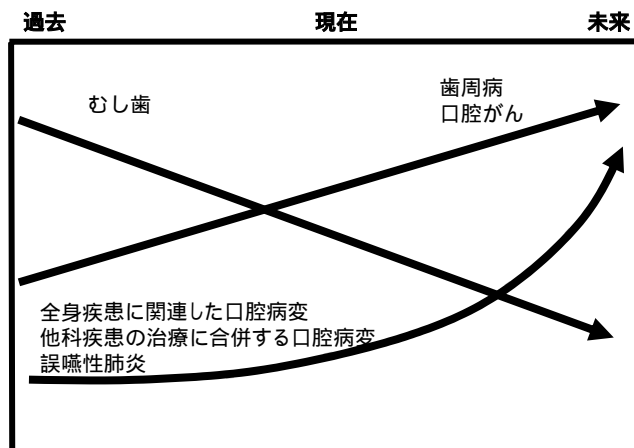 過去 現在 未来
むし歯
歯周病
口腔がん
全身疾患に関連した口腔病変
他科疾患の治療に合併する口腔病変
誤嚥性肺炎